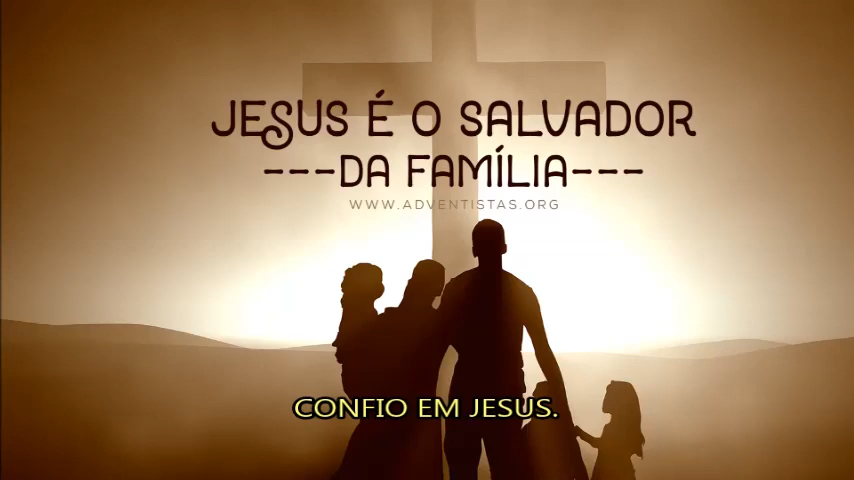 JESUS É O SALVADOR
---DA FAMÍLIA---
WWW.ADVENTISTAS.ORG
CONFIO EM JESUS.